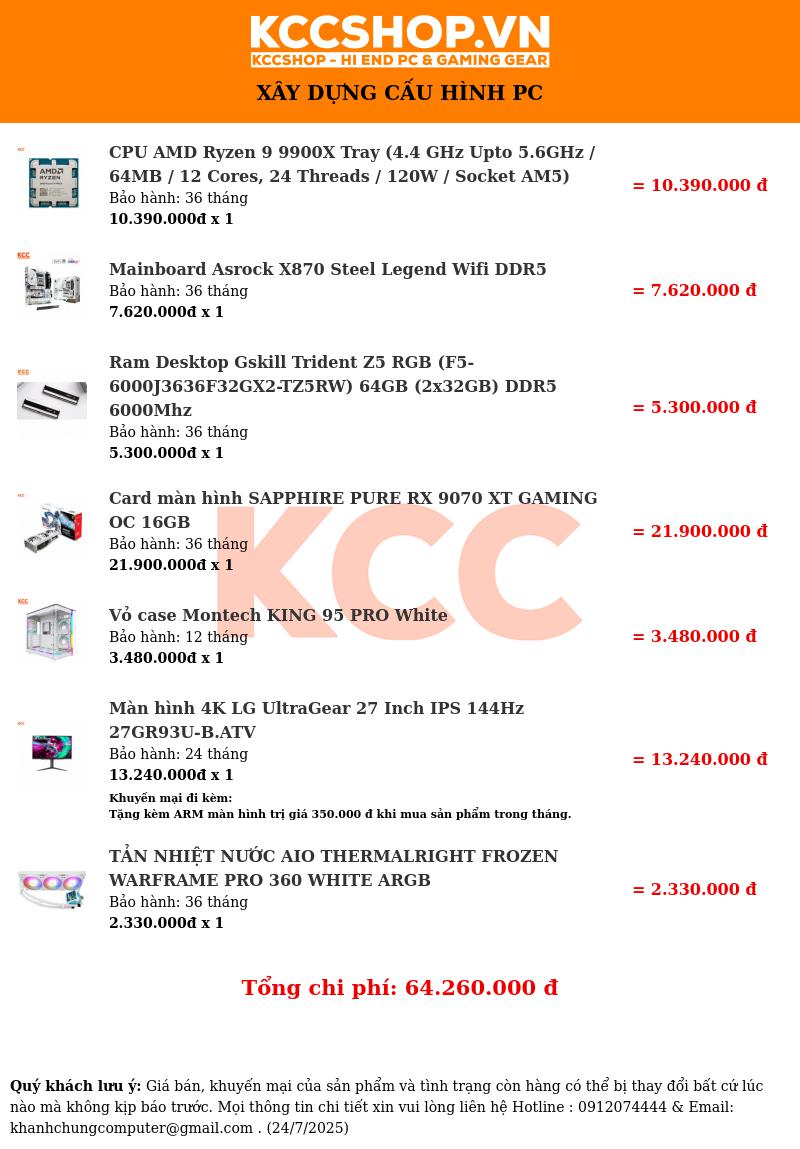 KCCSHOP.VN
KCCSHOP - HI END PC & GAMING GEAR
XÂY DỰNG CẤU HÌNH PC
CPU AMD Ryzen 9 9900X Tray (4.4 GHz Upto 5.6GHz /
64MB / 12 Cores, 24 Threads / 120W / Socket AM5)
Bảo hành: 36 tháng
10.390.000đ x 1
= 10.390.000 đ
KCC
AMD
RYZEN
Mainboard Asrock X870 Steel Legend Wifi DDR5
Bảo hành: 36 tháng
7.620.000đ x 1
= 7.620.000 đ
KCC
Ram Desktop Gskill Trident Z5 RGB (F5-
6000J3636F32GX2-TZ5RW) 64GB (2x32GB) DDR5
6000Mhz
Bảo hành: 36 tháng
5.300.000đ x 1
= 5.300.000 đ
KCC
Card màn hình SAPPHIRE PURE RX 9070 XT GAMING
OC 16GB
Bảo hành: 36 tháng
21.900.000đ x 1
= 21.900.000 đ
KCC
KCC
Vỏ case Montech KING 95 PRO White
Bảo hành: 12 tháng
3.480.000đ x 1
= 3.480.000 đ
KCC
Màn hình 4K LG UltraGear 27 Inch IPS 144Hz
27GR93U-B.ATV
Bảo hành: 24 tháng
13.240.000đ x 1
Khuyến mại đi kèm:
Tặng kèm ARM màn hình trị giá 350.000 đ khi mua sản phẩm trong tháng.
= 13.240.000 đ
KCC
TẢN NHIỆT NƯỚC AIO THERMALRIGHT FROZEN
WARFRAME PRO 360 WHITE ARGB
Bảo hành: 36 tháng
2.330.000đ x 1
= 2.330.000 đ
Tổng chi phí: 64.260.000 đ
Quý khách lưu ý: Giá bán, khuyến mại của sản phẩm và tình trạng còn hàng có thể bị thay đổi bất cứ lúc
nào mà không kịp báo trước. Mọi thông tin chi tiết xin vui lòng liên hệ Hotline : 0912074444 & Email:
khanhchungcomputer@gmail.com . (24/7/2025)